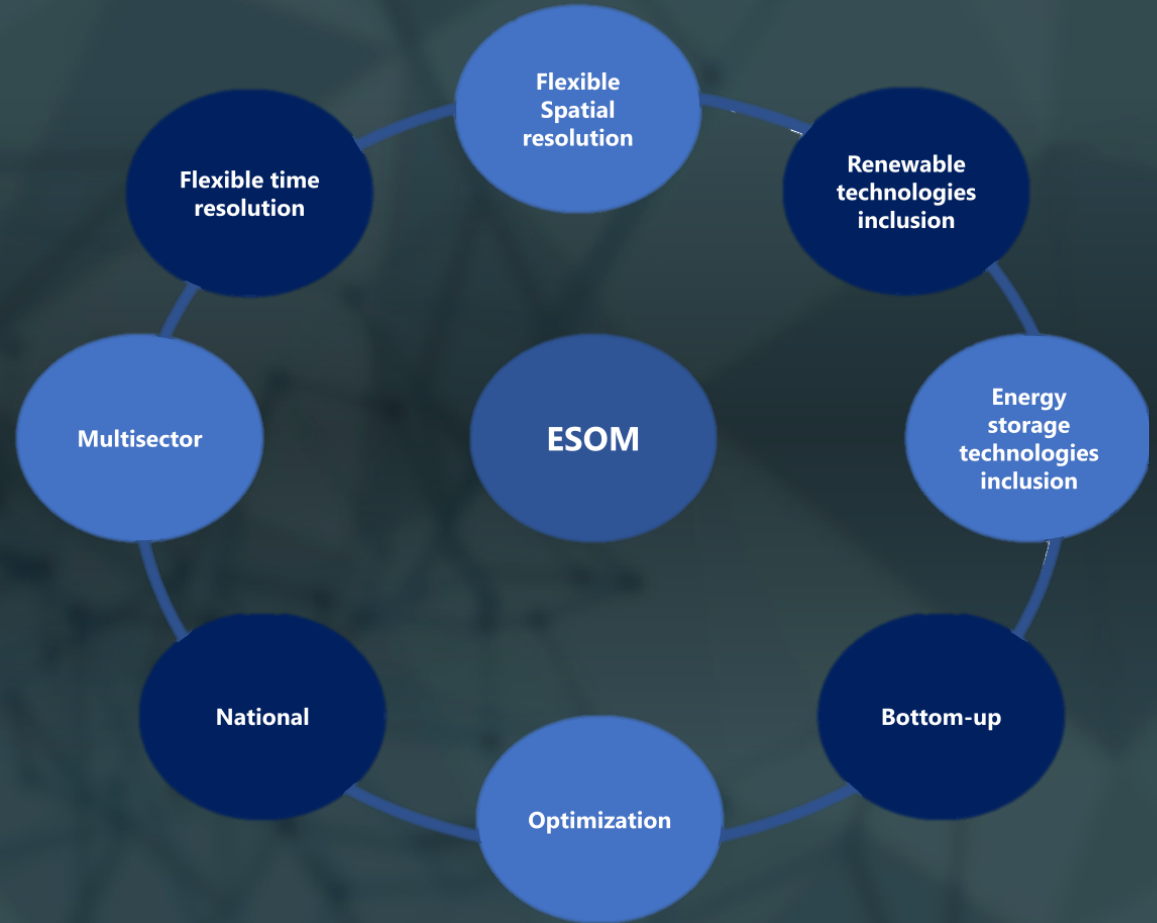 Flexible
Spatial
resolution
Flexible time
resolution
Renewable
technologies
inclusion
Multisector
ESOM
Energy
storage
technologies
inclusion
National
Bottom-up
Optimization